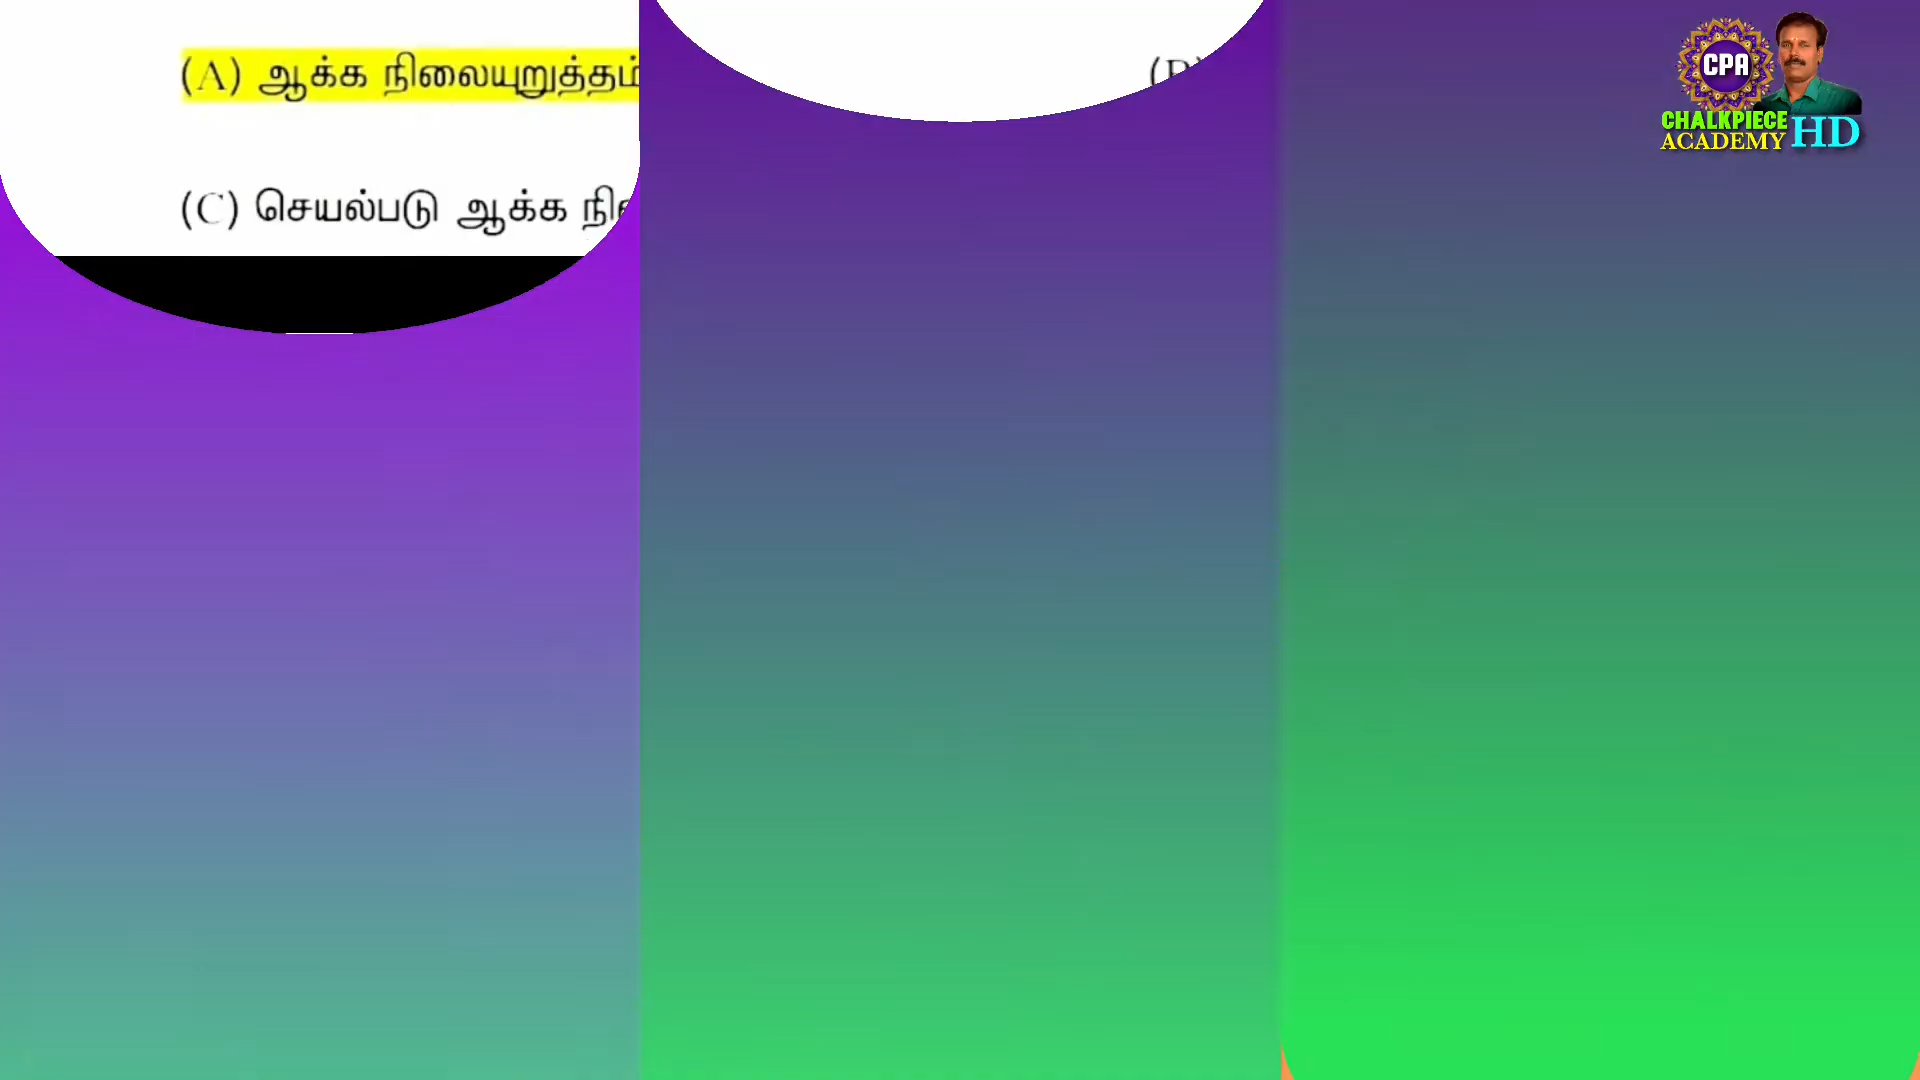 (A) ஆக்க நிலையுறுத்தம்
(C) செயல்படு ஆக்க
CPA
CHALKPIECE
ACADEMY HD